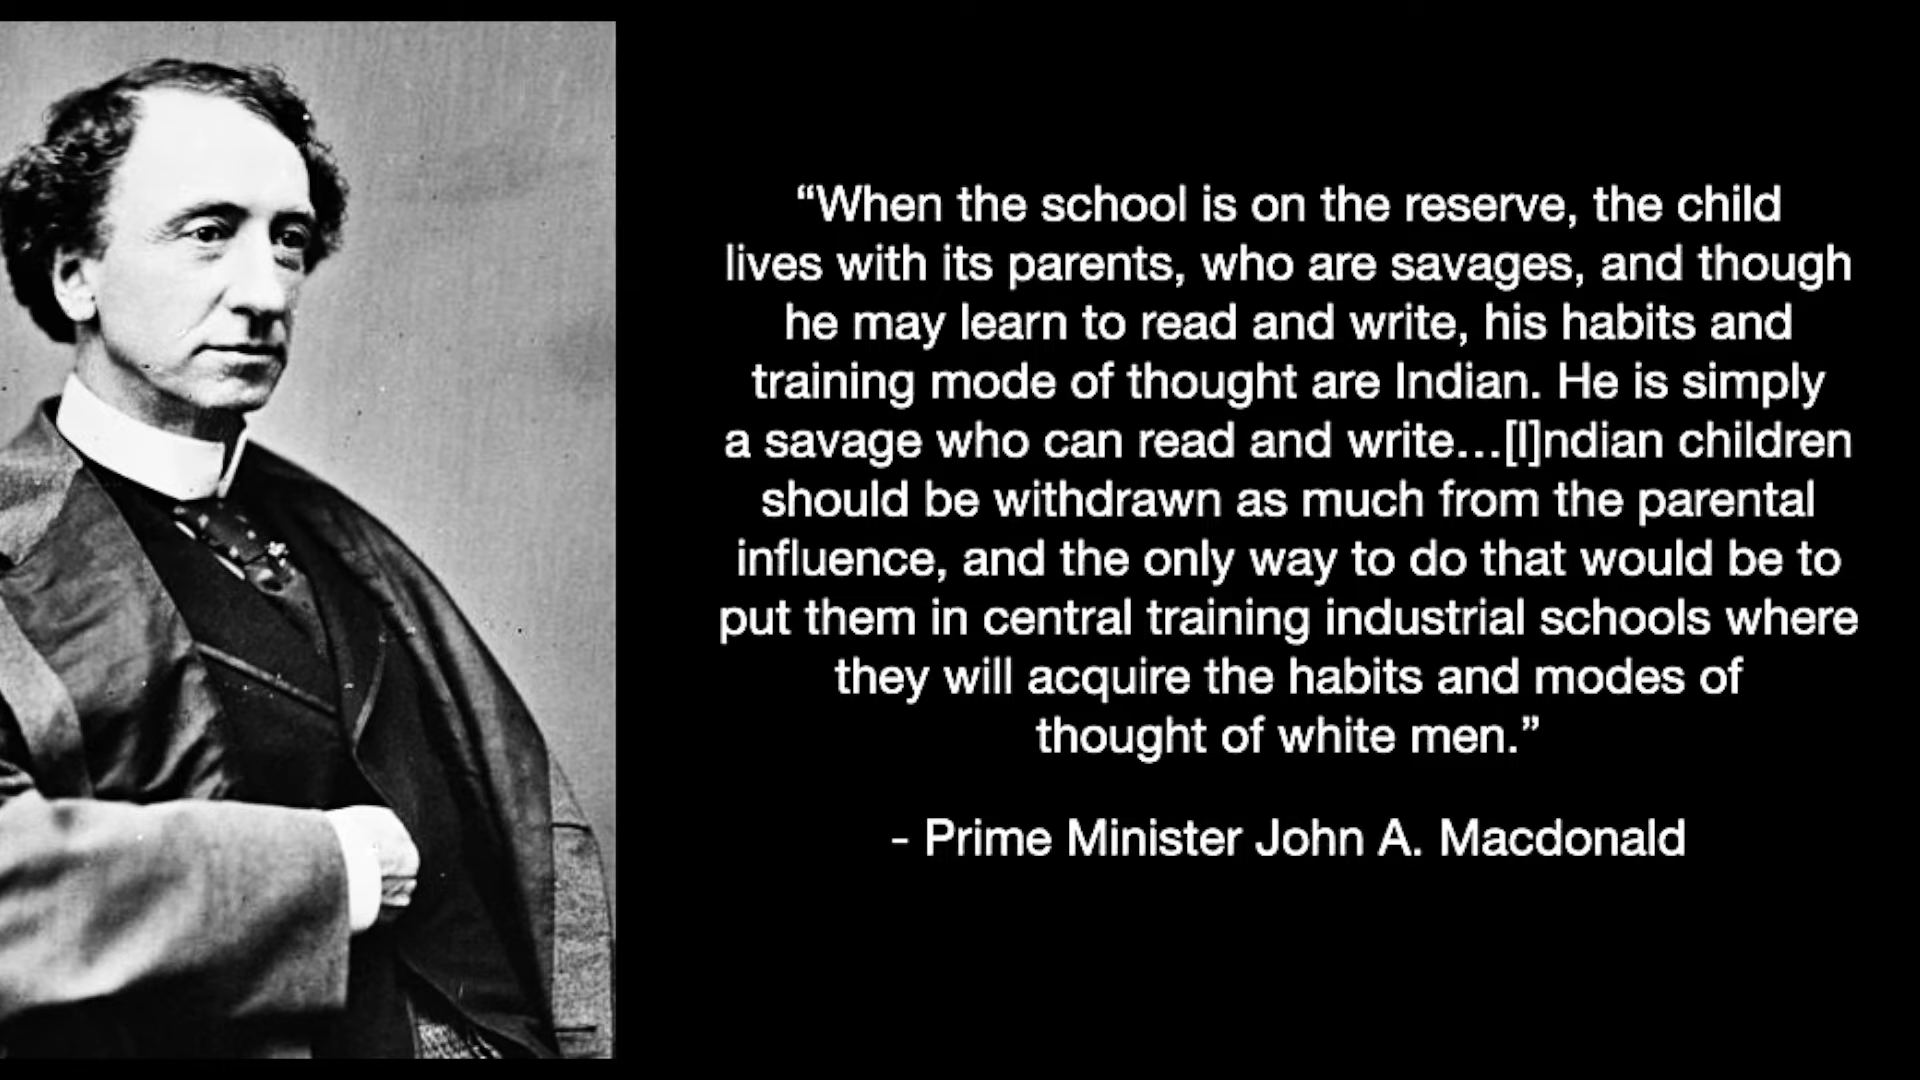 “When the school is on the reserve, the child
lives with its parents, who are savages, and though
he may learn to read and write, his habits and
training mode of thought are Indian. He is simply
a savage who can read and write...[I]ndian children
should be withdrawn as much from the parental
influence, and the only way to do that would be to
put them in central training industrial schools where
they will acquire the habits and modes of
thought of white men.”
- Prime Minister John A. Macdonald